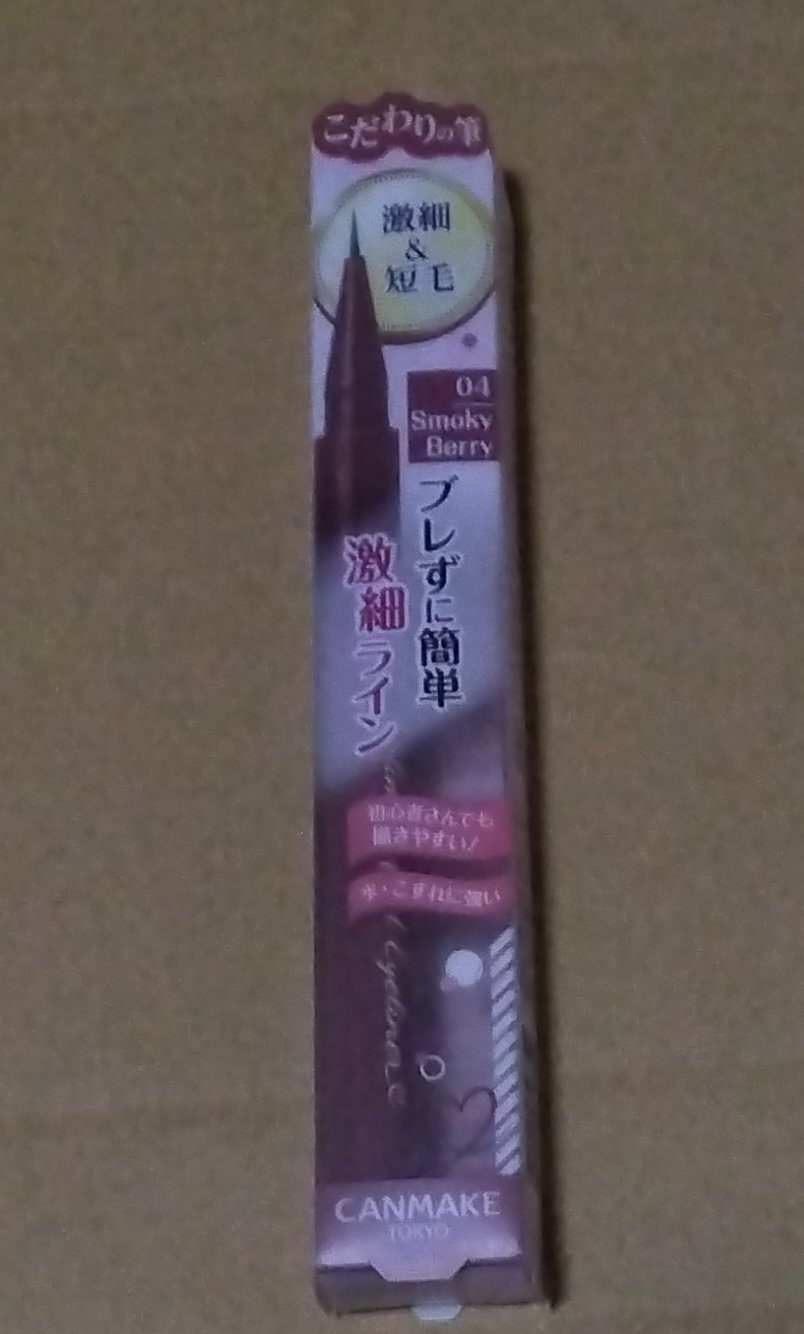 こだわりの筆
激細
&
短毛
04
Smoky
Berry
ブレずに簡単
激細ライン
初心者さんでも
描きやすい!
水・こすれに強い
Eyeliner
CANMAKE
TOKYO